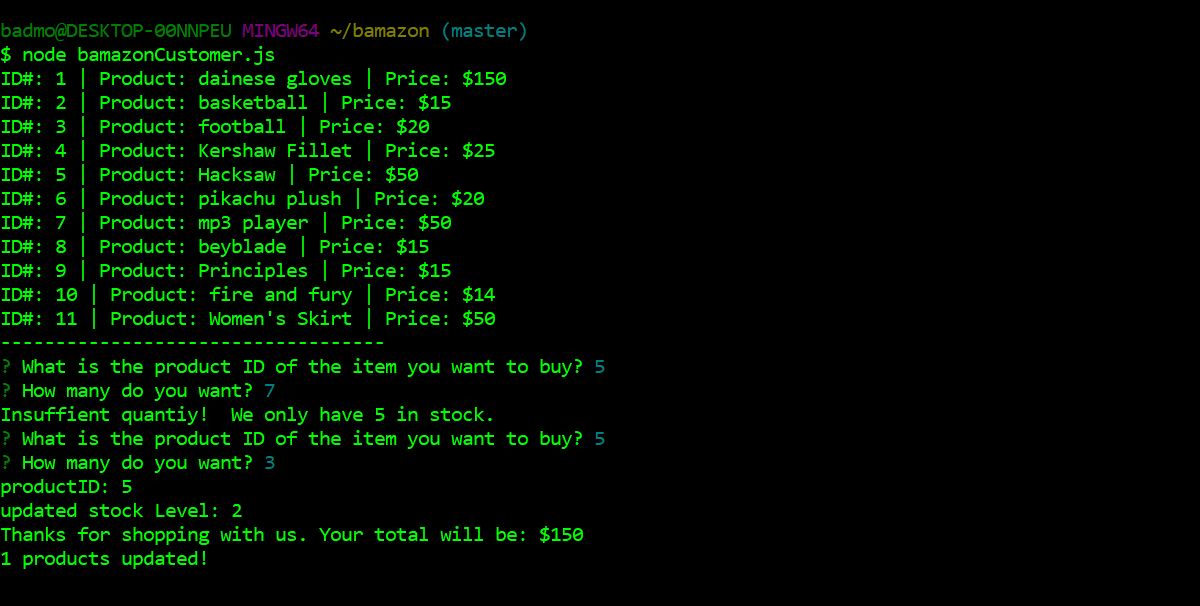 badmo@DESKTOP-00NNPEU MINGW64 ~/bamazon (master)
$ node bamazonCustomer.js
ID#: 1 | Product: dainese gloves | Price: $150
ID#: 2 | Product: basketball | Price: $15
ID#: 3 | Product: football | Price: $20
ID#: 4 | Product: Kershaw Fillet | Price: $25
ID#: 5 | Product: Hacksaw | Price: $50
ID#: 6 | Product: pikachu plush | Price: $20
ID#: 7 | Product: mp3 player | Price: $50
ID#: 8 | Product: beyblade | Price: $15
ID#: 9 | Product: Principles | Price: $15
ID#: 10 | Product: fire and fury | Price: $14
ID#: 11 | Product: Women's Skirt | Price: $50
-----------------------------------
? What is the product ID of the item you want to buy? 5
? How many do you want? 7
Insuffient quantiy!  We only have 5 in stock.
? What is the product ID of the item you want to buy? 5
? How many do you want? 3
productID: 5
updated stock Level: 2
Thanks for shopping with us. Your total will be: $150
1 products updated!